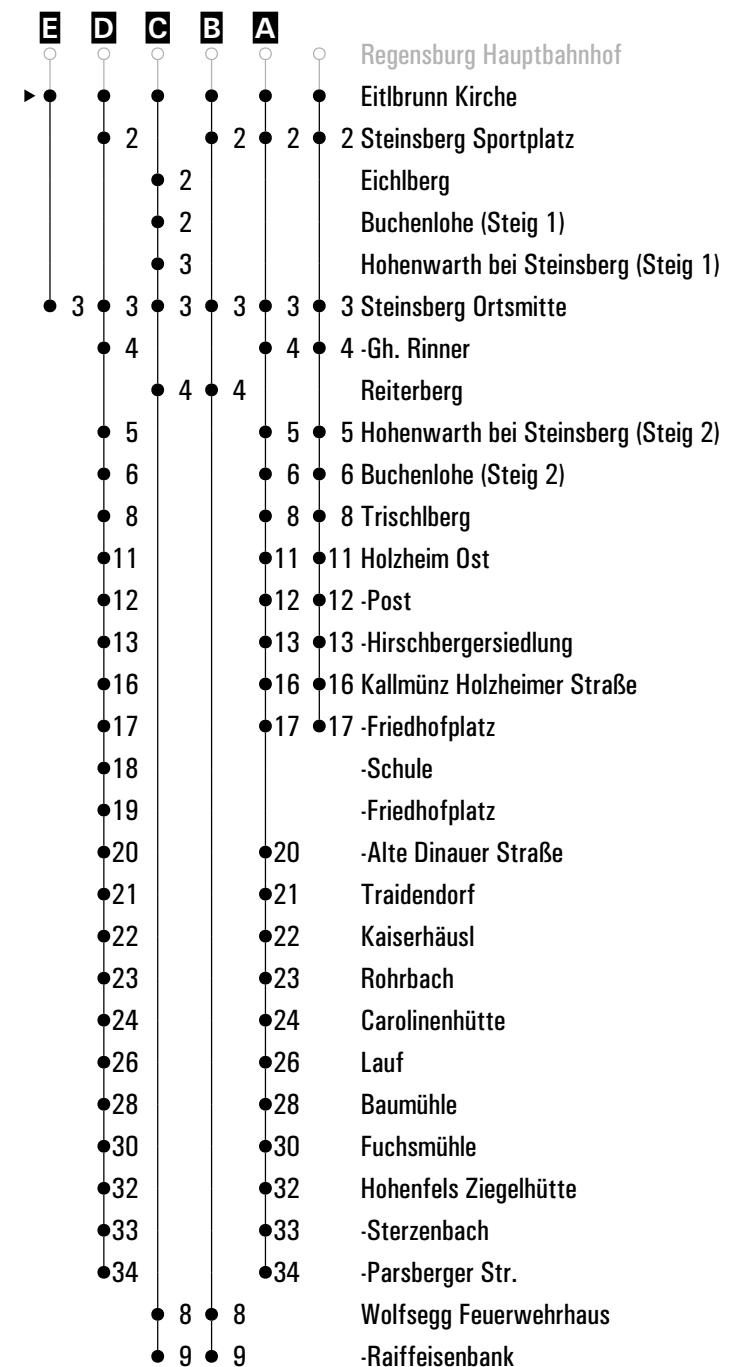 E D C B A
Regensburg Hauptbahnhof
Eitlbrunn Kirche
2 2 2 2 Steinsberg Sportplatz
2 Eichlberg
2 Buchenlohe (Steig 1)
3 Hohenwarth bei Steinsberg (Steig 1)
3 3 3 3 3 3 Steinsberg Ortsmitte
4 4 4 -Gh. Rinner
4 4 Reiterberg
5 5 5 Hohenwarth bei Steinsberg (Steig 2)
6 6 6 Buchenlohe (Steig 2)
8 8 8 Trischlberg
11 11 11 Holzheim Ost
12 12 12 -Post
13 13 13 -Hirschbergersiedlung
16 16 16 Kallmünz Holzheimer Straße
17 17 17 -Friedhofplatz
18 -Schule
19 -Friedhofplatz
20 20 -Alte Dinauer Straße
21 21 Traidendorf
22 22 Kaiserhäusl
23 23 Rohrbach
24 24 Carolinenhütte
26 26 Lauf
28 28 Baumühle
30 30 Fuchsmühle
32 32 Hohenfels Ziegelhütte
33 33 -Sterzenbach
34 34 -Parsberger Str.
8 8 Wolfsegg Feuerwehrhaus
9 9 -Raiffeisenbank